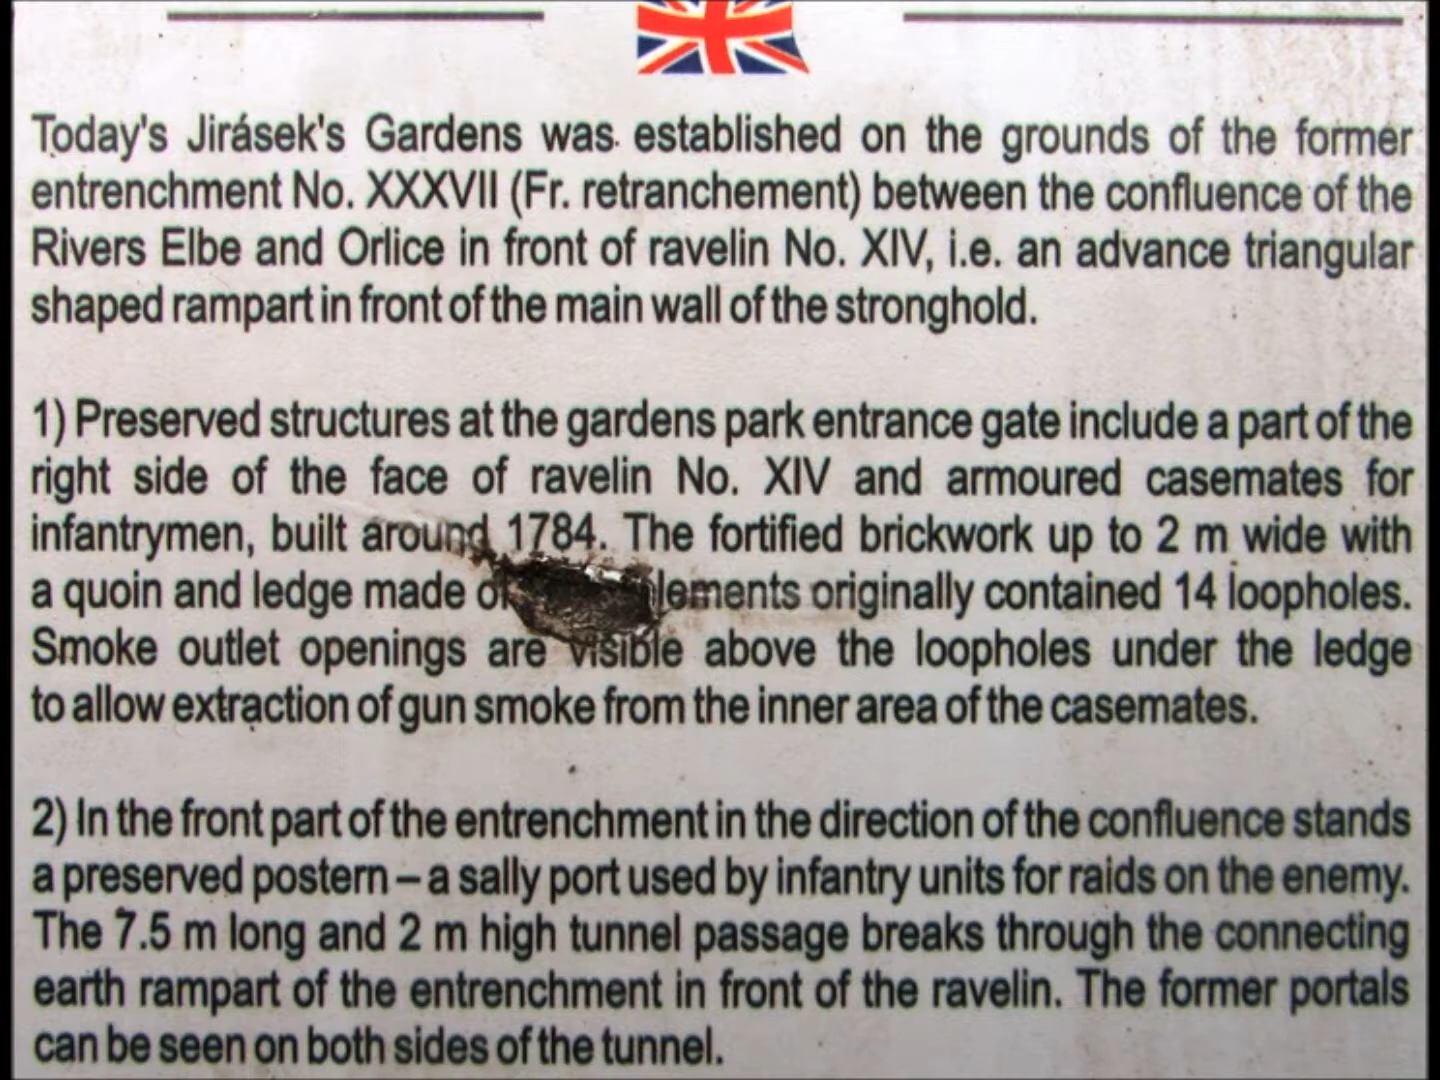 Today's Jirásek's Gardens was established on the grounds of the former
entrenchment No. XXXVII (Fr. retranchement) between the confluence of the
Rivers Elbe and Orlice in front of ravelin No. XIV, i.e. an advance triangular
shaped rampart in front of the main wall of the stronghold.
1) Preserved structures at the gardens park entrance gate include a part of the
right side of the face of ravelin No. XIV and armoured casemates for
infantrymen, built around 1784. The fortified brickwork up to 2 m wide with
a quoin and ledge made originally contained 14 loopholes.
Smoke outlet openings are visible above the loopholes under the ledge
to allow extraction of gun smoke from the inner area of the casemates.
2) In the front part of the entrenchment in the direction of the confluence stands
a preserved postern – a sally port used by infantry units for raids on the enemy.
The 7.5 m long and 2 m high tunnel passage breaks through the connecting
earth rampart of the entrenchment in front of the ravelin. The former portals
can be seen on both sides of the tunnel.